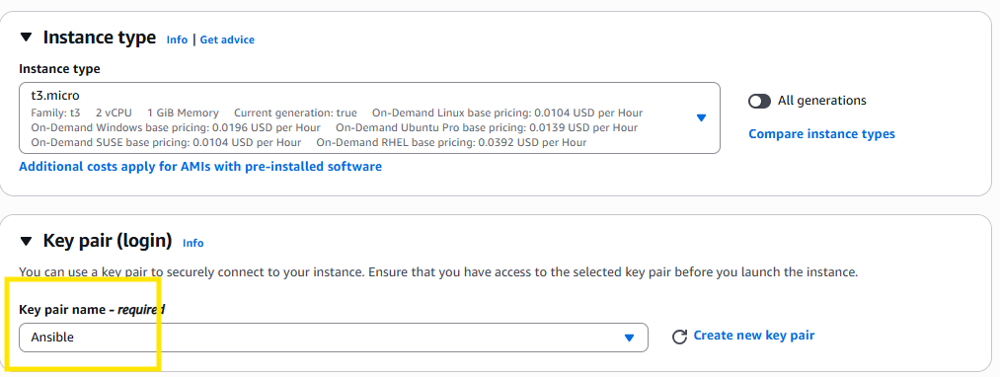 Instance type Info | Get advice
Instance type
t3.micro
Family: t3 2 vCPU 1 GiB Memory Current generation: true On-Demand Linux base pricing: 0.0104 USD per Hour
On-Demand Windows base pricing: 0.0196 USD per Hour On-Demand Ubuntu Pro base pricing: 0.0139 USD per Hour
On-Demand SUSE base pricing: 0.0104 USD per Hour On-Demand RHEL base pricing: 0.0392 USD per Hour
All generations
Compare instance types
Additional costs apply for AMIs with pre-installed software
Key pair (login) Info
You can use a key pair to securely connect to your instance. Ensure that you have access to the selected key pair before you launch the instance.
Key pair name - required
Ansible
Create new key pair